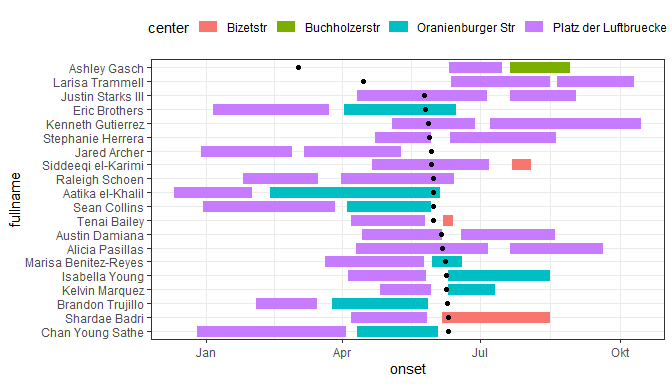 center Bizetstr Buchholzerstr Oranienburger Str Platz der Luftbruecke
Ashley Gasch
Larisa Trammell
Justin Starks III
Eric Brothers
Kenneth Gutierrez
Stephanie Herrera
Jared Archer
Siddeeqi el-Karimi
Raleigh Schoen
Aatika el-Khalil
Sean Collins
Tenai Bailey
Austin Damiana
Alicia Pasillas
Marisa Benitez-Reyes
Isabella Young
Kelvin Marquez
Brandon Trujillo
Shardae Badri
Chan Young Sathe
fullname
Jan Apr Jul Okt
onset